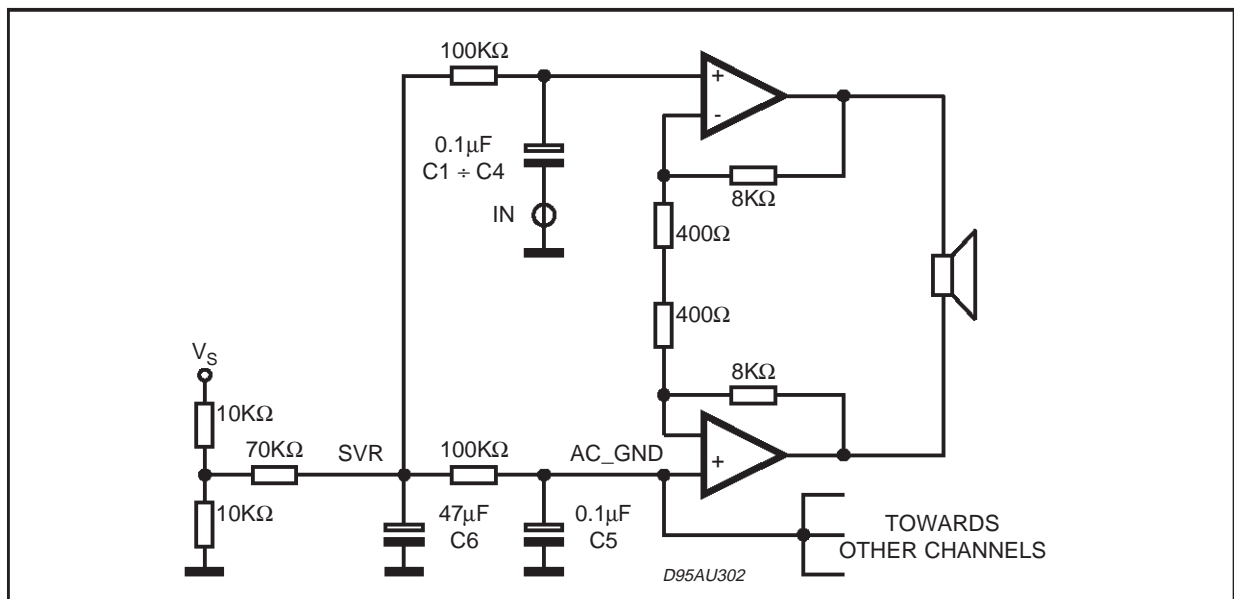 100KΩ
+
-
0.1µF
C1 ÷ C4
8KΩ
IN
400Ω
400Ω
V_S
8KΩ
10KΩ
70KΩ
SVR
100KΩ
AC_GND
+
10KΩ
47µF
C6
0.1µF
C5
TOWARDS
OTHER CHANNELS
D95AU302